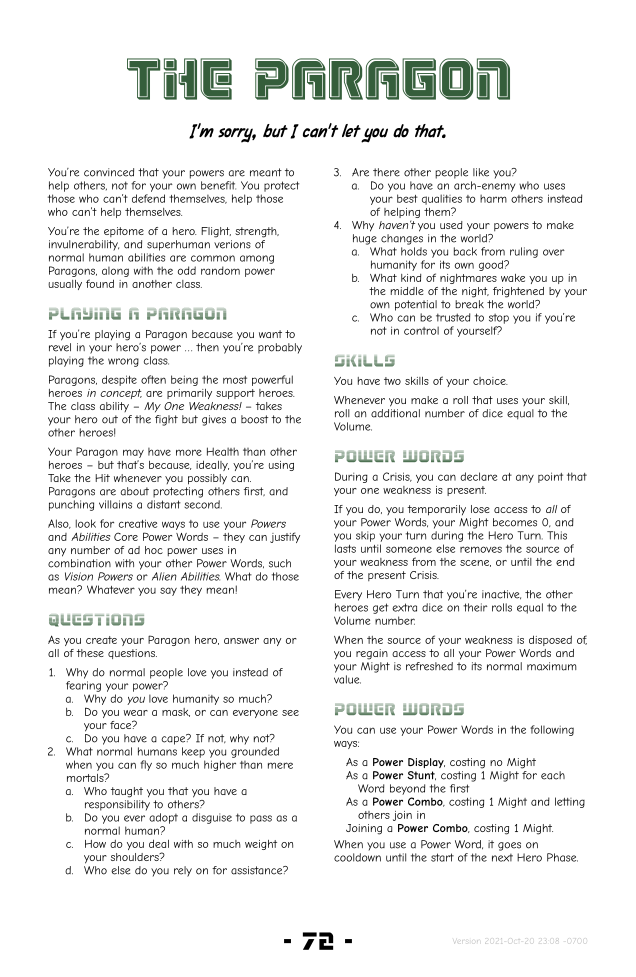 THE PARAGON
I'm sorry, but I can't let you do that.
You're convinced that your powers are meant to
help others, not for your own benefit. You protect
those who can't defend themselves, help those
who can't help themselves.
You're the epitome of a hero. Flight, strength,
invulnerability, and superhuman verions of
normal human abilities are common among
Paragons, along with the odd random power
usually found in another class.
PLAYING A PARAGON
If you're playing a Paragon because you want to
revel in your hero's power ... then you're probably
playing the wrong class.
Paragons, despite often being the most powerful
heroes in concept, are primarily support heroes.
The class ability – My One Weakness! – takes
your hero out of the fight but gives a boost to the
other heroes!
Your Paragon may have more Health than other
heroes – but that's because, ideally, you're using
Take the Hit whenever you possibly can.
Paragons are about protecting others first, and
punching villains a distant second.
Also, look for creative ways to use your Powers
and Abilities Core Power Words – they can justify
any number of ad hoc power uses in
combination with your other Power Words, such
as Vision Powers or Alien Abilities. What do those
mean? Whatever you say they mean!
QUESTIONS
As you create your Paragon hero, answer any or
all of these questions.
1. Why do normal people love you instead of
fearing your power?
a. Why do you love humanity so much?
b. Do you wear a mask, or can everyone see
your face?
c. Do you have a cape? If not, why not?
2. What normal humans keep you grounded
when you can fly so much higher than mere
mortals?
a. Who taught you that you have a
responsibility to others?
b. Do you ever adopt a disguise to pass as a
normal human?
c. How do you deal with so much weight on
your shoulders?
d. Who else do you rely on for assistance?
3. Are there other people like you?
a. Do you have an arch-enemy who uses
your best qualities to harm others instead
of helping them?
4. Why haven't you used your powers to make
huge changes in the world?
a. What holds you back from ruling over
humanity for its own good?
b. What kind of nightmares wake you up in
the middle of the night, frightened by your
own potential to break the world?
c. Who can be trusted to stop you if you're
not in control of yourself?
SKILLS
You have two skills of your choice.
Whenever you make a roll that uses your skill,
roll an additional number of dice equal to the
Volume.
POWER WORDS
During a Crisis, you can declare at any point that
your one weakness is present.
If you do, you temporarily lose access to all of
your Power Words, your Might becomes 0, and
you skip your turn during the Hero Turn. This
lasts until someone else removes the source of
your weakness from the scene, or until the end
of the present Crisis.
Every Hero Turn that you're inactive, the other
heroes get extra dice on their rolls equal to the
Volume number.
When the source of your weakness is disposed of,
you regain access to all your Power Words and
your Might is refreshed to its normal maximum
value.
POWER WORDS
You can use your Power Words in the following
ways:
As a Power Display, costing no Might
As a Power Stunt, costing 1 Might for each
Word beyond the first
As a Power Combo, costing 1 Might and letting
others join in
Joining a Power Combo, costing 1 Might.
When you use a Power Word, it goes on
cooldown until the start of the next Hero Phase.
- 72 -
Version 2021-Oct-20 23:08 -0700